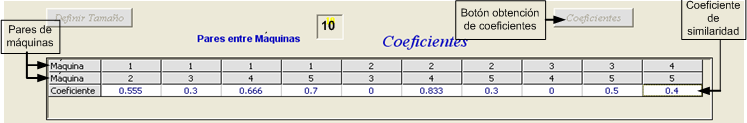 Definir Tamaño
Pares entre Máquinas
10
Coeficientes
Botón obtención
de coeficientes
Coeficientes
Coeficiente
de
similaridad
Pares de
máquinas
Máquina 1 1 1 1 2 2 2 3 3 4
Máquina 2 3 4 5 3 4 5 4 5 5
Coeficiente 0.555 0.3 0.666 0.7 0 0.833 0.3 0 0.5 0.4